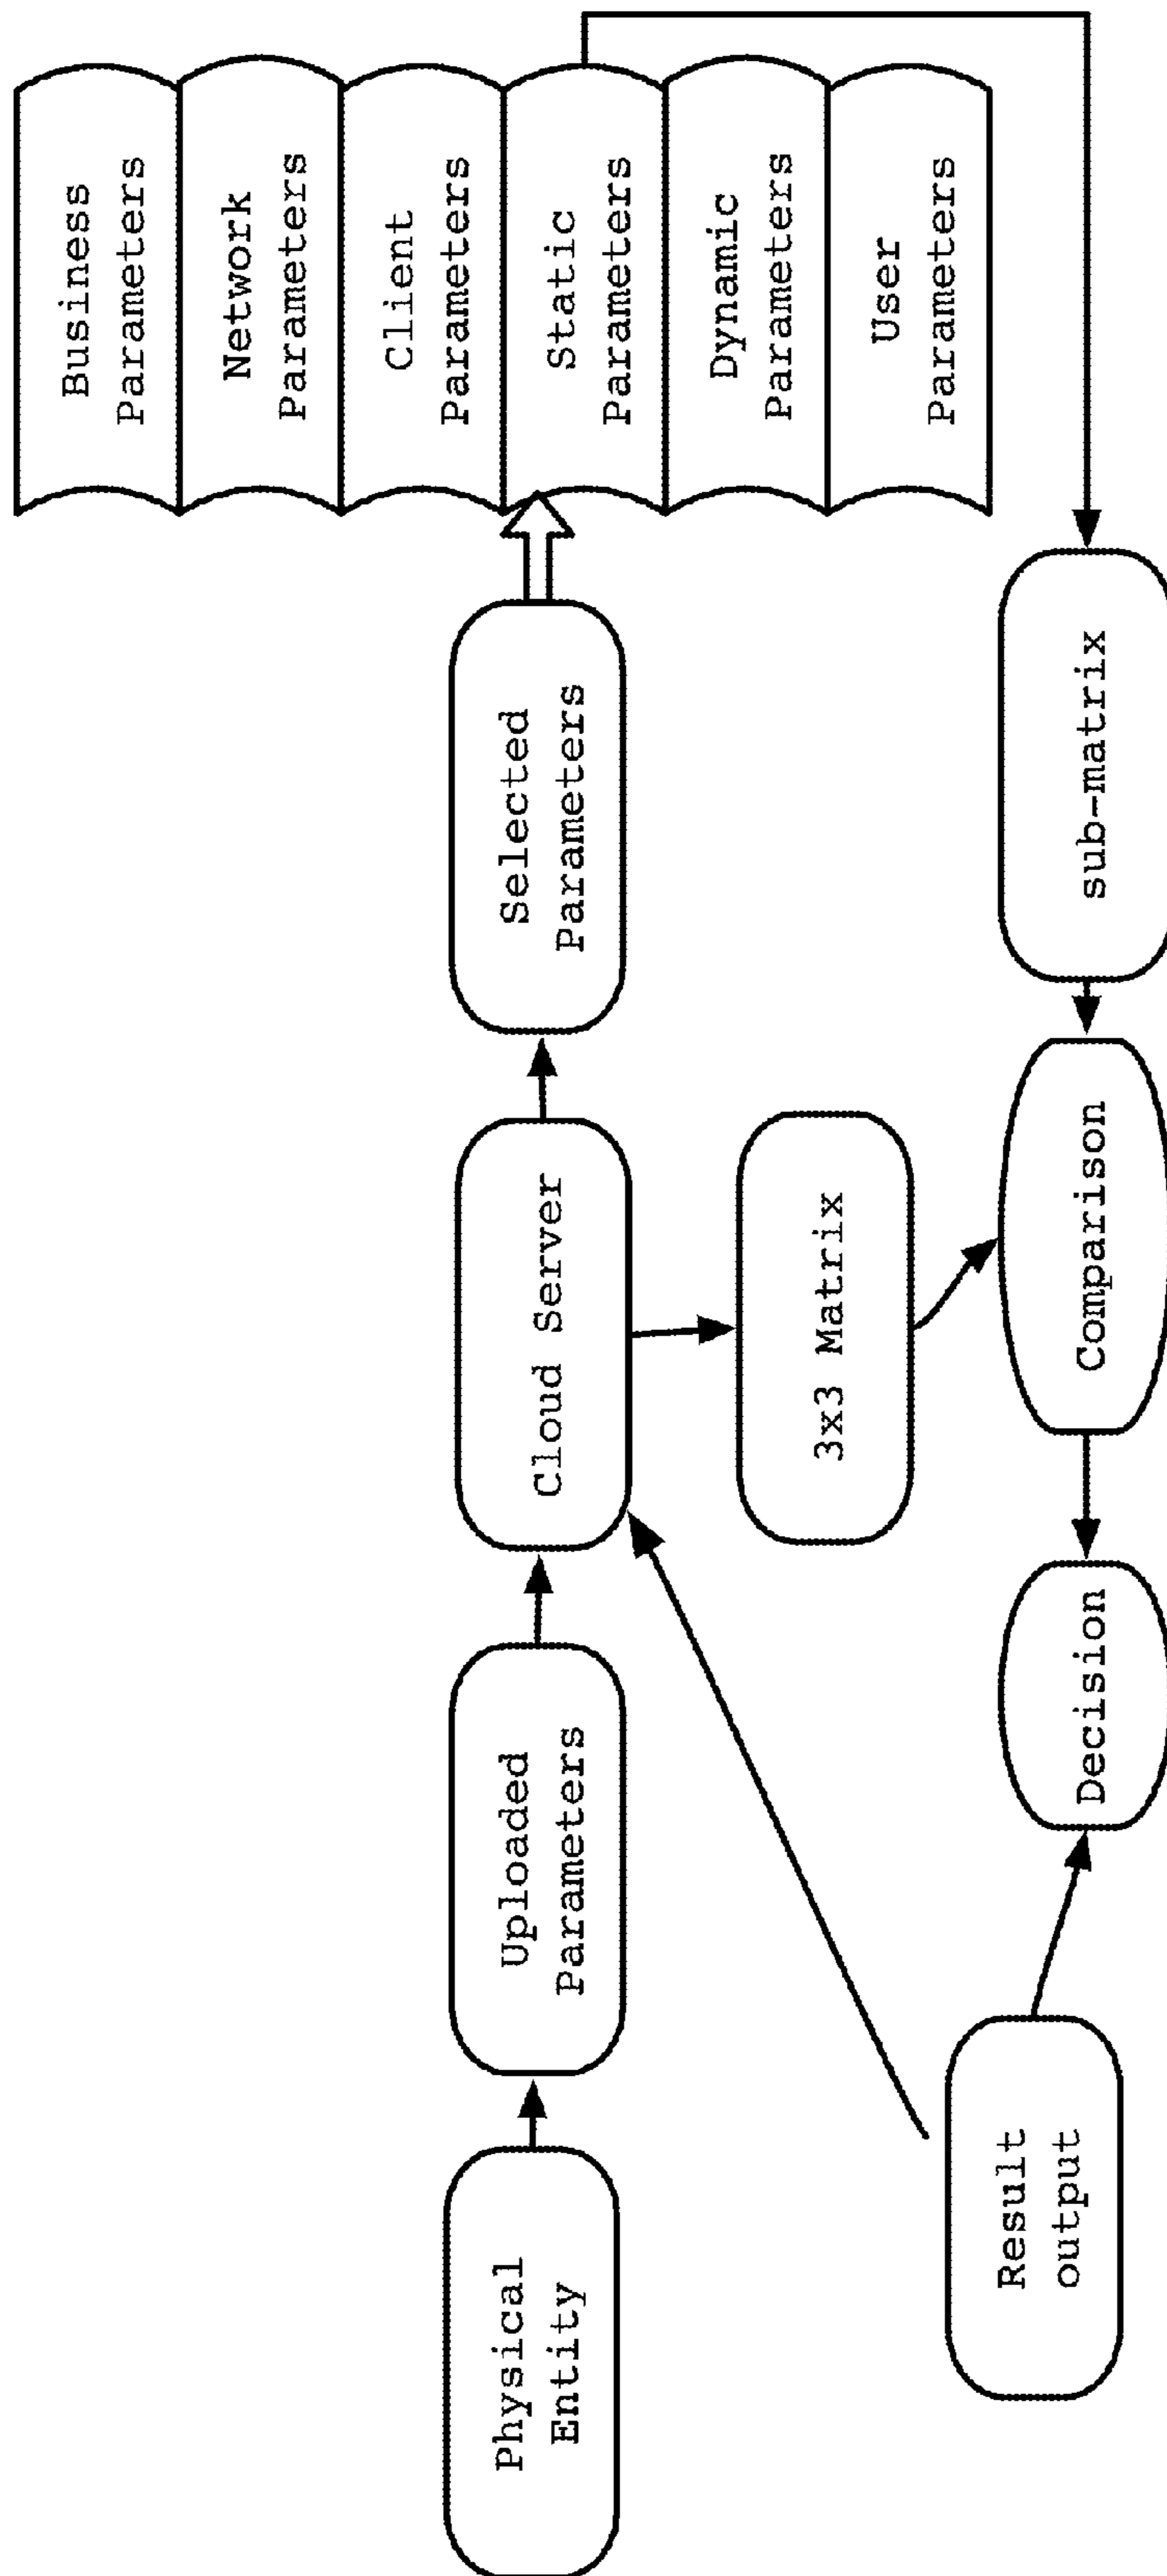 Business
Parameters
Network
Parameters
Client
Parameters
Static
Parameters
Dynamic
Parameters
User
Parameters
Physical
Entity
Uploaded
Parameters
Cloud Server
Selected
Parameters
3x3 Matrix
Result
output
Decision
Comparison
sub-matrix